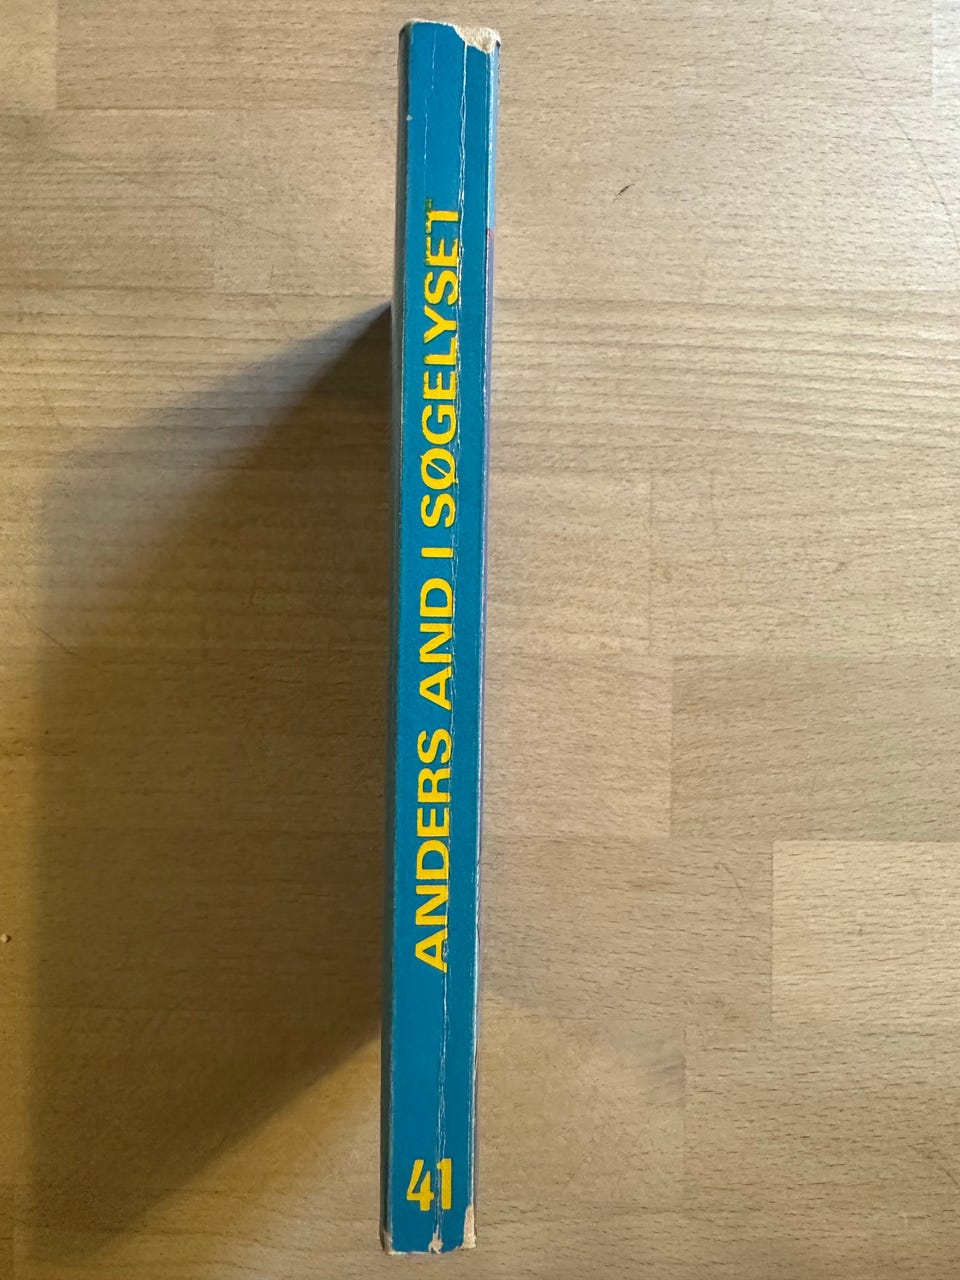 ANDERS AND I SØGELYSET
41